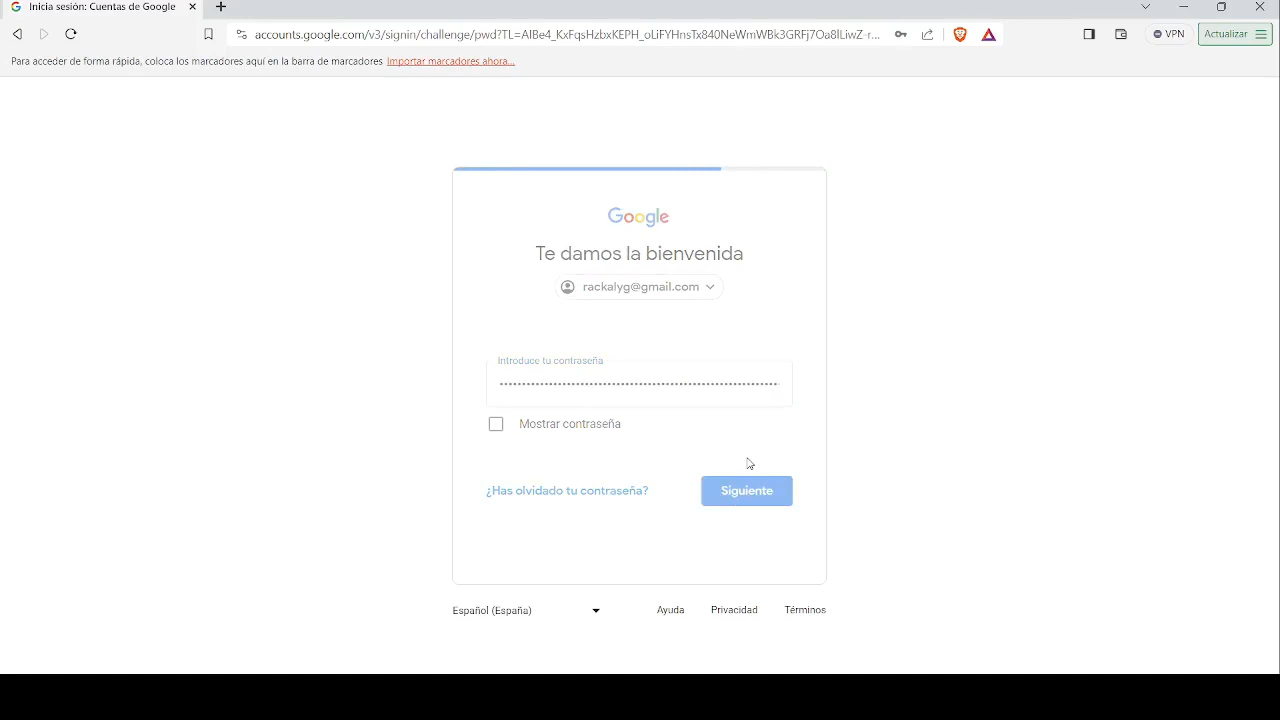 Inicia sesión: Cuentas de Google
accounts.google.com/v3/signin/challenge/pwd?TL=
VPN
Actualizar
Para acceder de forma rápida, coloca los marcadores aquí en la barra de marcadores Importar marcadores ahora...
Google
Te damos la bienvenida
rackalyg@gmail.com
Introduce tu contraseña
Mostrar contraseña
¿Has olvidado tu contraseña?
Siguiente
Español (España)
Ayuda
Privacidad
Términos